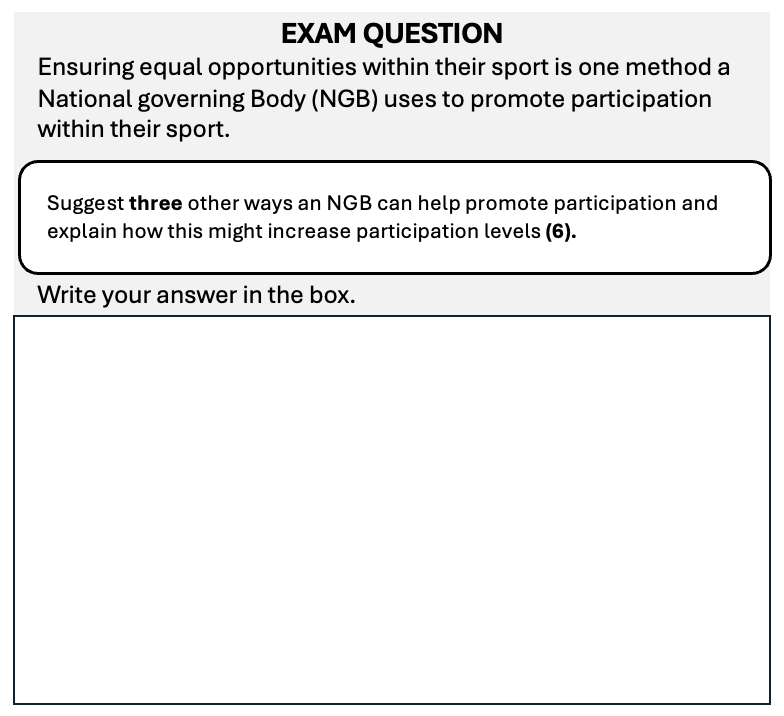 EXAM QUESTION
Ensuring equal opportunities within their sport is one method a
National governing Body (NGB) uses to promote participation
within their sport.
Suggest three other ways an NGB can help promote participation and
explain how this might increase participation levels (6).
Write your answer in the box.